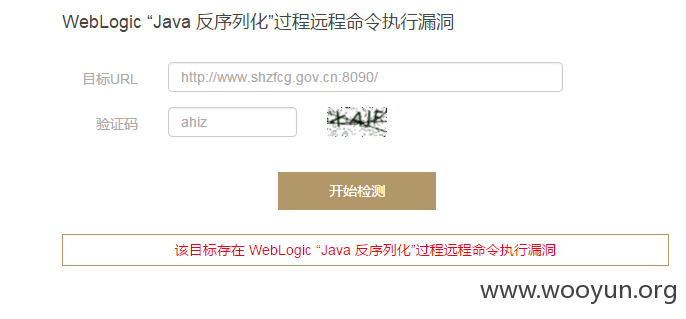 WebLogic “Java 反序列化”过程远程命令执行漏洞
目标URL http://www.shzfcg.gov.cn:8090/
验证码 ahiz
开始检测
该目标存在 WebLogic “Java 反序列化”过程远程命令执行漏洞
www.wooyun.org